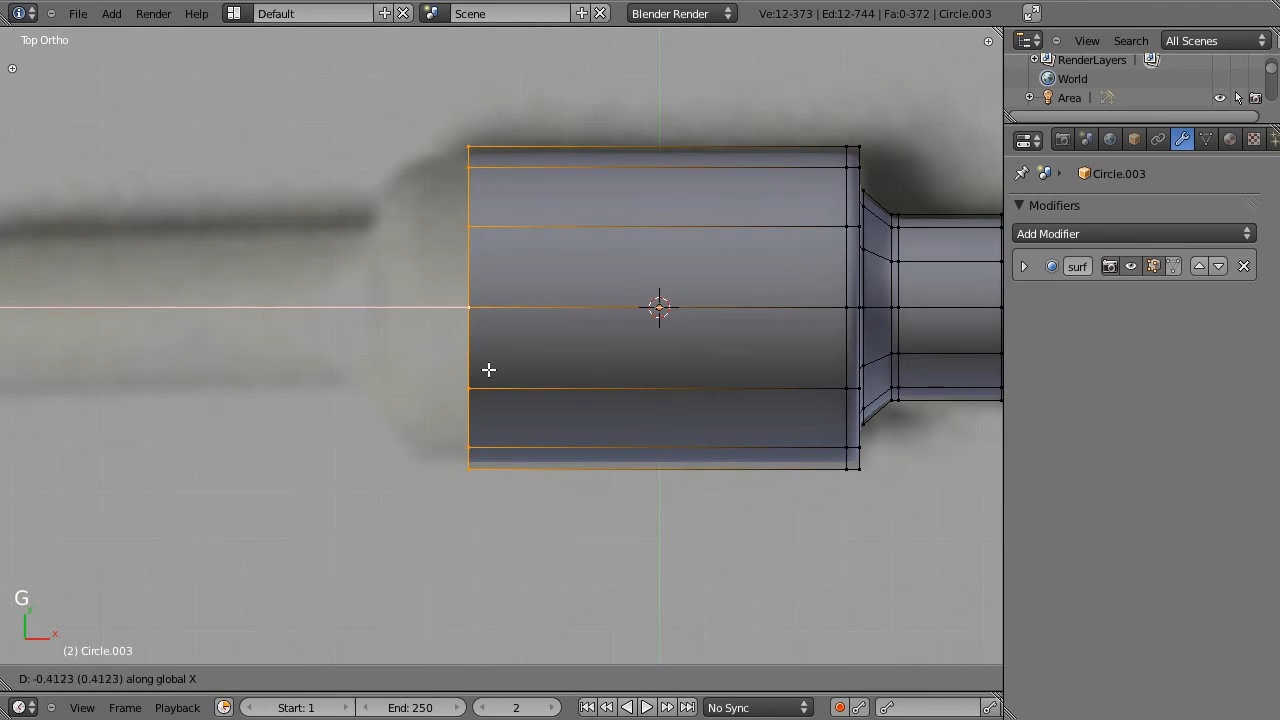 File Add Render Help Default Scene Blender Render Ve:12-373 | Ed:12-744 | Fa:0-372 | Circle.003
Top Ortho
View Search All Scenes
RenderLayers |
World
Area |
Circle.003
Modifiers
Add Modifier
surf
G
y
x
(2) Circle.003
D: -0.4123 (0.4123) along global X
View Frame Playback Start: 1 End: 250 2 No Sync